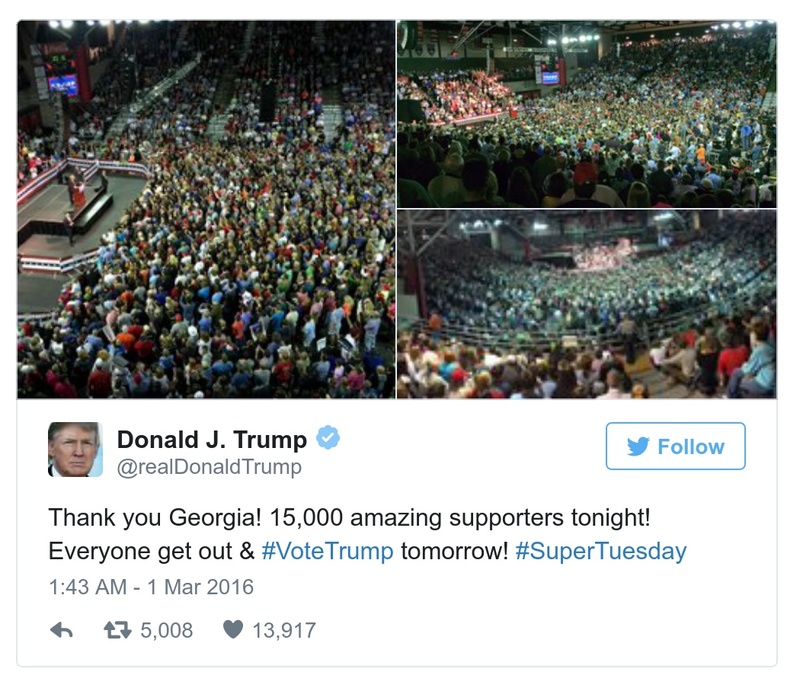 Donald J. Trump
@realDonaldTrump
Follow
Thank you Georgia! 15,000 amazing supporters tonight!
Everyone get out & #VoteTrump tomorrow! #SuperTuesday
1:43 AM - 1 Mar 2016
5,008 13,917